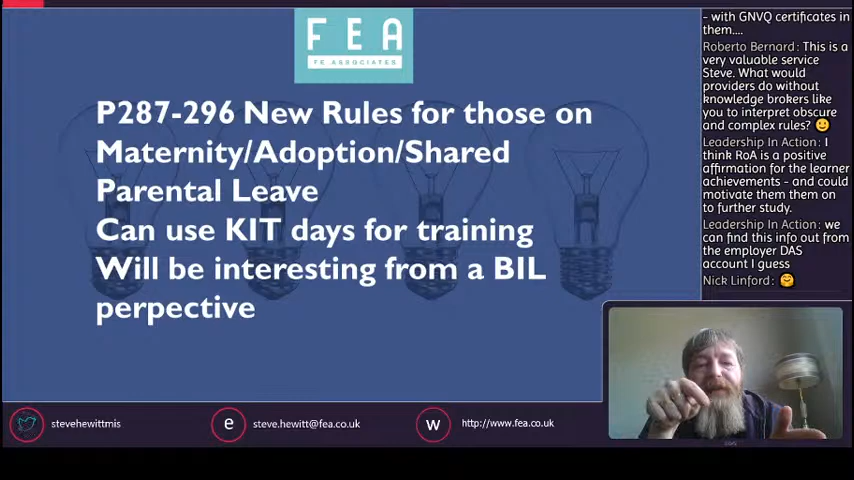 FEA
FE ASSOCIATES
P287-296 New Rules for those on
Maternity/Adoption/Shared
Parental Leave
Can use KIT days for training
Will be interesting from a BIL
perpective
- with GNVQ certificates in
them....
Roberto Bernard: This is a
very valuable service
Steve. What would
providers do without
knowledge brokers like
you to interpret obscure
and complex rules? 🙂
Leadership In Action: I
think RoA is a positive
affirmation for the learner
achievements - and could
motivate them them on
to further study.
Leadership In Action: we
can find this info out from
the employer DAS
account I guess
Nick Linford: 🤗
stevehewittmis
e
steve.hewitt@fea.co.uk
w
http://www.fea.co.uk